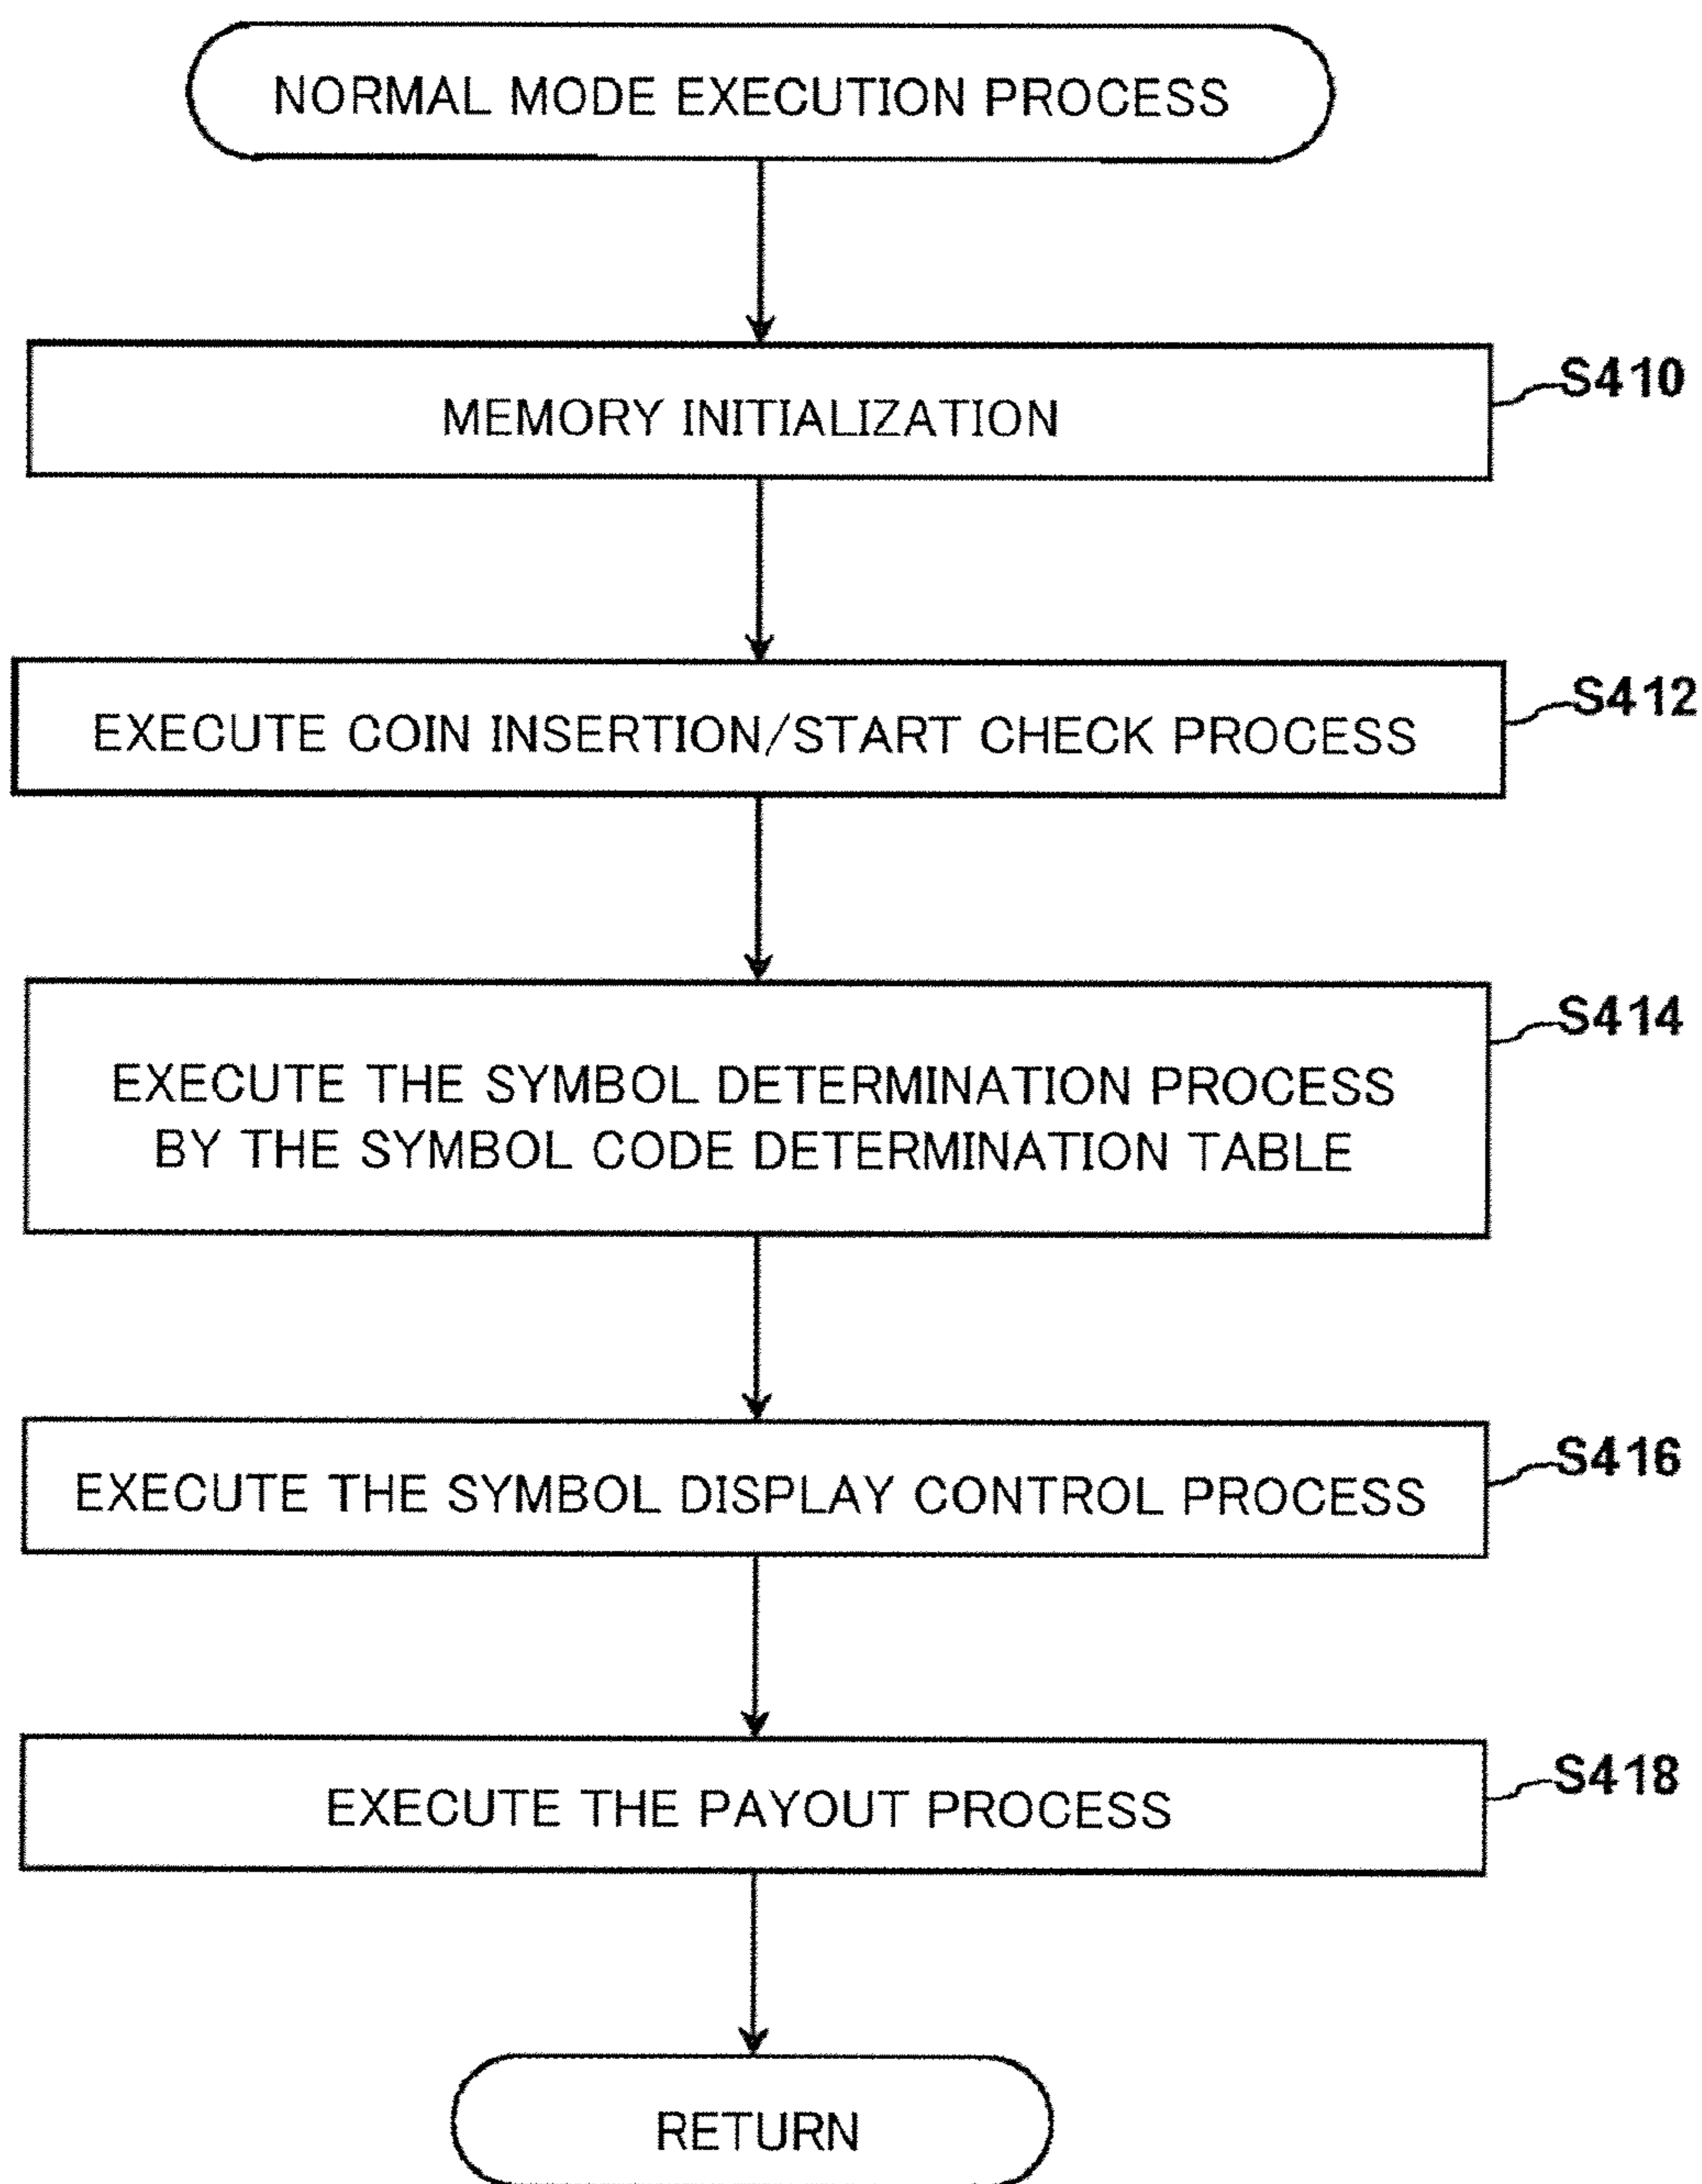 NORMAL MODE EXECUTION PROCESS
MEMORY INITIALIZATION
S410
EXECUTE COIN INSERTION/START CHECK PROCESS
S412
EXECUTE THE SYMBOL DETERMINATION PROCESS
BY THE SYMBOL CODE DETERMINATION TABLE
S414
EXECUTE THE SYMBOL DISPLAY CONTROL PROCESS
S416
EXECUTE THE PAYOUT PROCESS
S418
RETURN